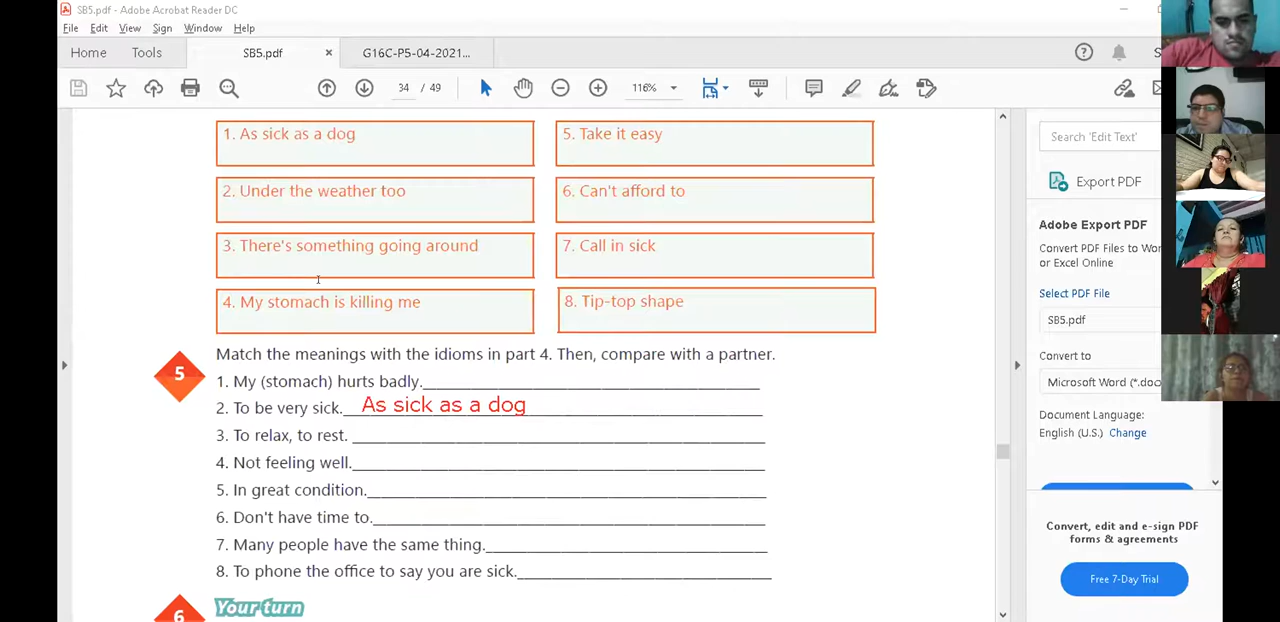 SB5.pdf - Adobe Acrobat Reader DC
File Edit View Sign Window Help
Home Tools SB5.pdf × G16C-P5-04-2021...
34 / 49 116%
1. As sick as a dog
5. Take it easy
2. Under the weather too
6. Can't afford to
3. There's something going around
7. Call in sick
4. My stomach is killing me
8. Tip-top shape
5
Match the meanings with the idioms in part 4. Then, compare with a partner.
1. My (stomach) hurts badly.
2. To be very sick. As sick as a dog
3. To relax, to rest.
4. Not feeling well.
5. In great condition.
6. Don't have time to.
7. Many people have the same thing.
8. To phone the office to say you are sick.
6
Your turn
Search 'Edit Text'
Export PDF
Adobe Export PDF
Convert PDF Files to Wor
or Excel Online
Select PDF File
SB5.pdf
Convert to
Microsoft Word (*.docx
Document Language:
English (U.S.) Change
Convert, edit and e-sign PDF
forms & agreements
Free 7-Day Trial